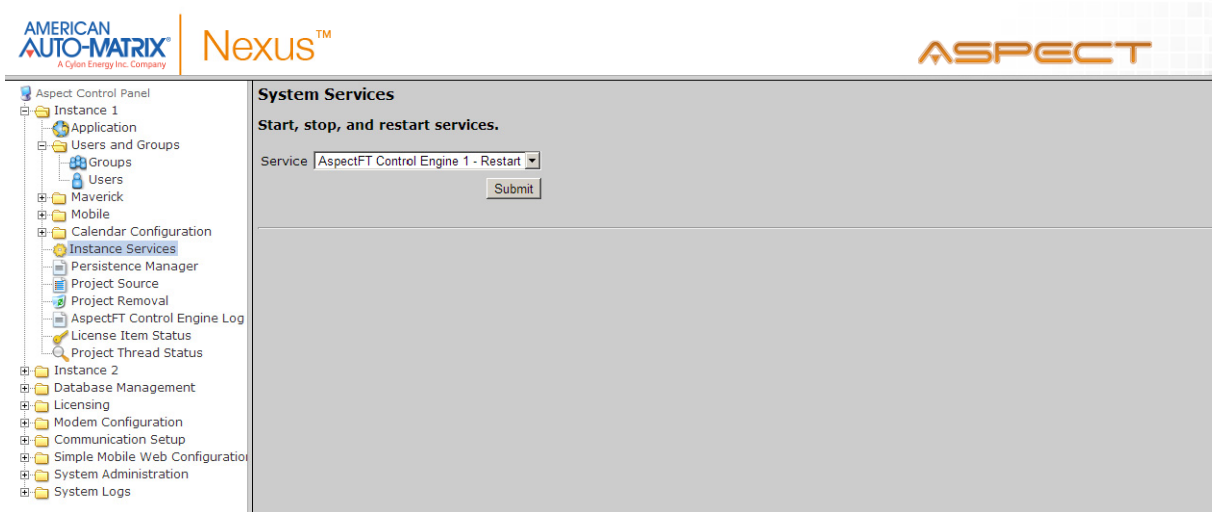 AMERICAN
AUTO-MATRIX®
A Cylon Energy Inc. Company
Nexus™
ASPECT
Aspect Control Panel
Instance 1
Application
Users and Groups
Groups
Users
Maverick
Mobile
Calendar Configuration
Instance Services
Persistence Manager
Project Source
Project Removal
AspectFT Control Engine Log
License Item Status
Project Thread Status
Instance 2
Database Management
Licensing
Modem Configuration
Communication Setup
Simple Mobile Web Configuration
System Administration
System Logs
System Services
Start, stop, and restart services.
Service AspectFT Control Engine 1 - Restart
Submit